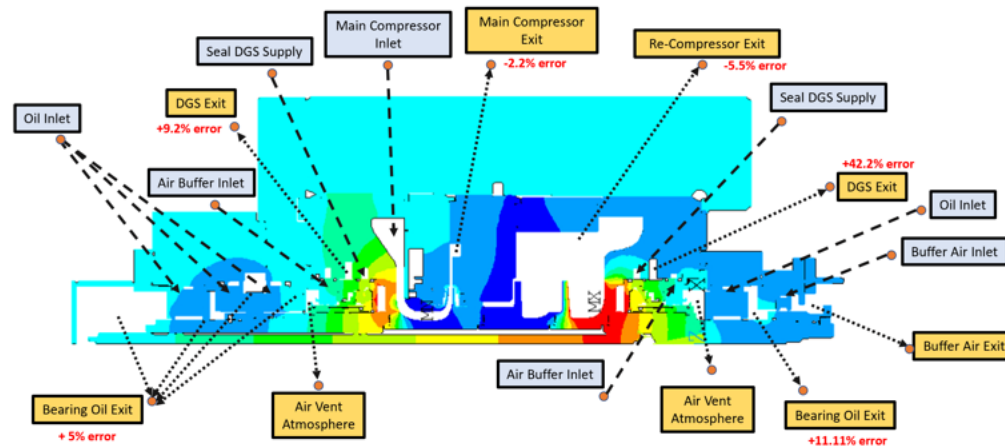 Main Compressor
Inlet
Main Compressor
Exit
-2.2% error
Re-Compressor Exit
-5.5% error
Seal DGS Supply
Seal DGS Supply
DGS Exit
+9.2% error
Oil Inlet
Air Buffer Inlet
+42.2% error
DGS Exit
Oil Inlet
Buffer Air Inlet
MX
Buffer Air Exit
Air Buffer Inlet
Bearing Oil Exit
+ 5% error
Air Vent
Atmosphere
Air Vent
Atmosphere
Bearing Oil Exit
+11.11% error